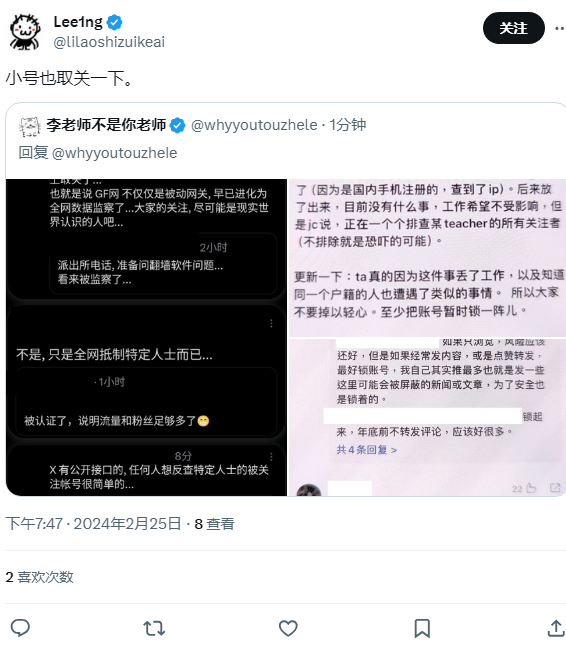 Lee1ng
@lilaoshizuikeai
关注
小号也取关一下。
李老师不是你老师 @whyyoutouzhele · 1分钟
回复 @whyyoutouzhele
也就是说 GF网 不仅仅是被动网关, 早已进化为
全网数据监察了...大家的关注, 尽可能是现实世
界认识的人吧...
2小时
派出所电话, 准备问翻墙软件问题...
看来被监察了...
不是, 只是全网抵制特定人士而已...
· 1小时
被认证了，说明流量和粉丝足够多了😁
8分
X 有公开接口的, 任何人想反查特定人士的被关
注帐号很简单的...
了（因为是国内手机注册的，查到了ip）。后来放
了出来，目前没有什么事，工作希望不受影响，但
是jc说，正在一个个排查某teacher的所有关注者
（不排除就是恐吓的可能）。
更新一下：ta真的因为这件事丢了工作，以及知道
同一个户籍的人也遭遇了类似的事情。 所以大家
不要掉以轻心。至少把账号暂时锁一阵儿。
如果只浏览，风险应该
还好，但是如果经常发内容，或是点赞转发，
最好锁账号，我自己其实推最多也就是发一些
这里可能会被屏蔽的新闻或文章，为了安全也
是锁着的。
锁起
来，年底前不转发评论，应该好很多。
共4条回复 >
22
下午7:47 · 2024年2月25日 · 8 查看
2 喜欢次数